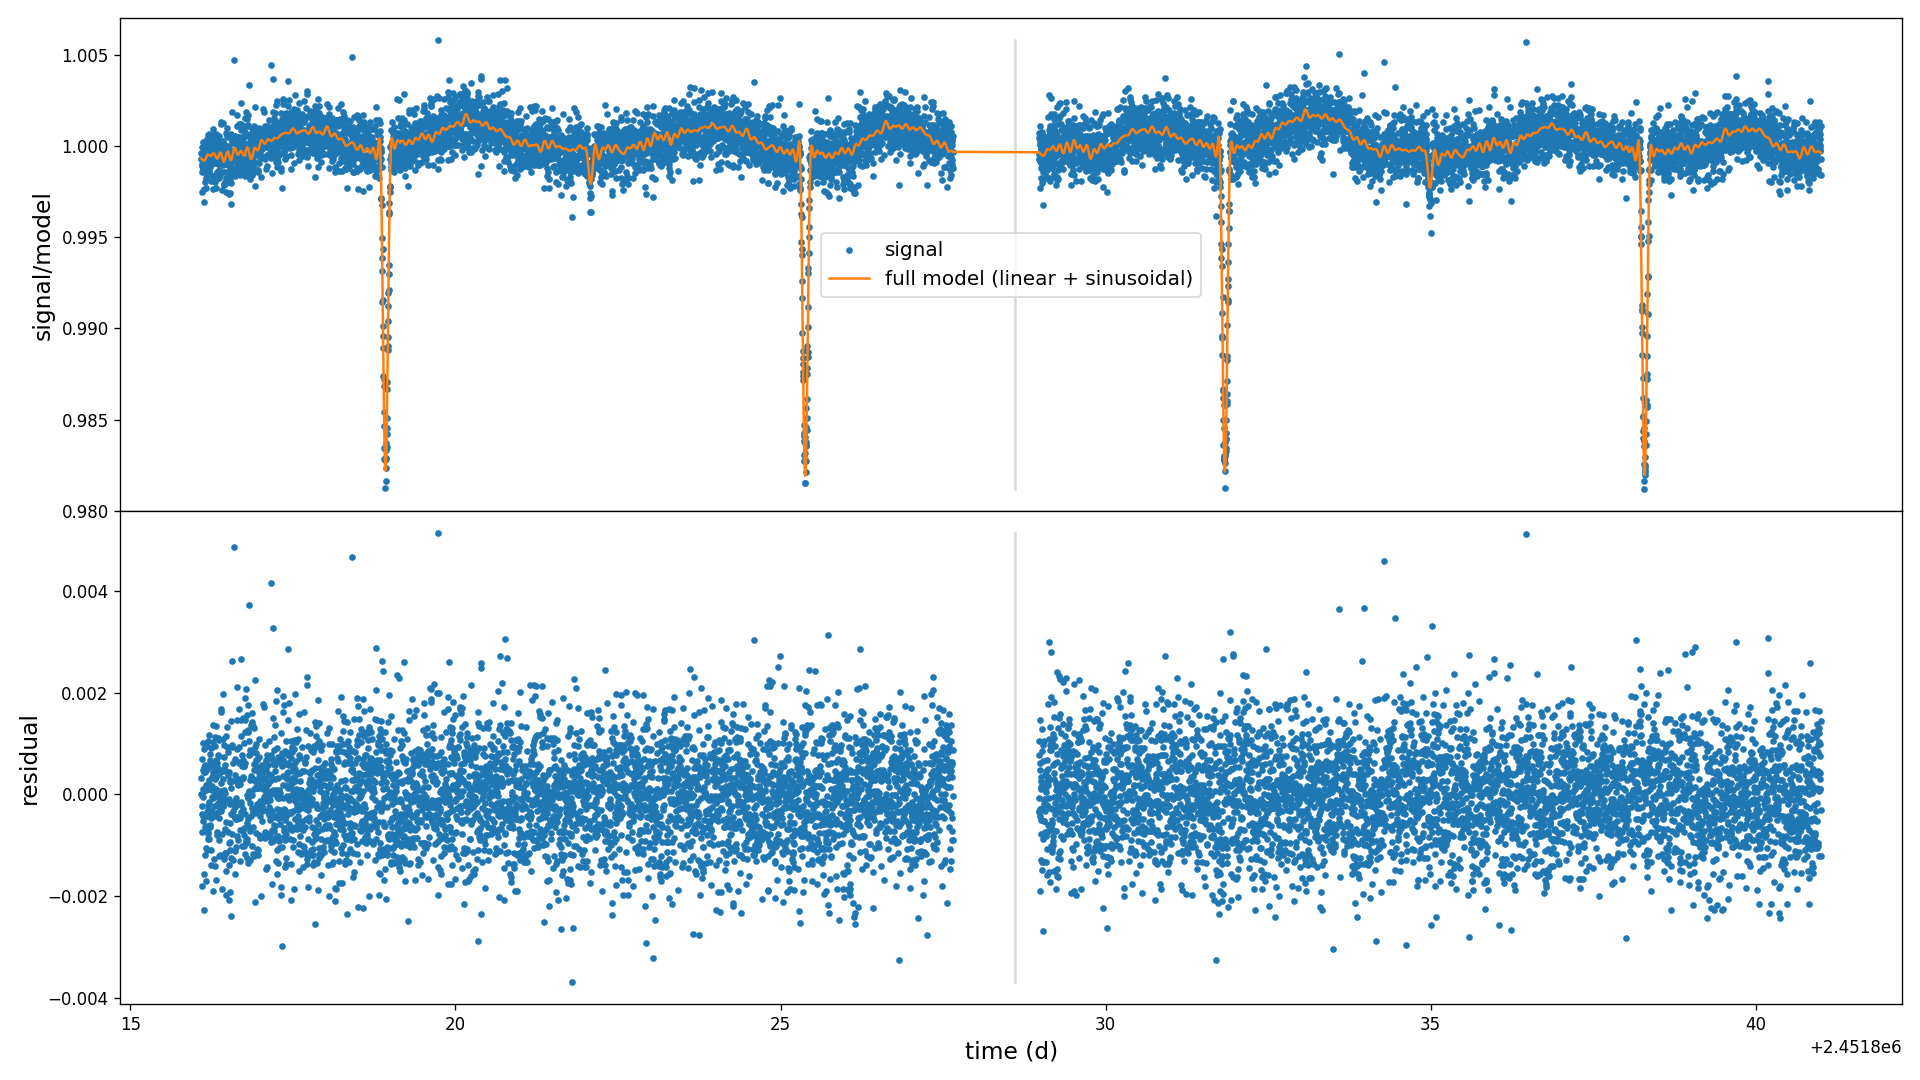 1.005
1.000
0.995
0.990
0.985
0.980
signal/model
signal
full model (linear + sinusoidal)
0.004
0.002
0.000
−0.002
−0.004
residual
15 20 25 30 35 40
time (d)
+2.4518e6